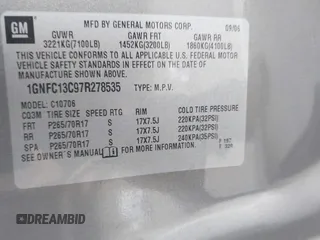 GM
MFD BY GENERAL MOTORS CORP.
09/06
GVWR GAWR FRT GAWR RR
3221KG(7100LB) 1452KG(3200LB) 1860KG(4100LB)
THIS VEHICLE CONFORMS TO ALL APPLICABLE U.S. FEDERAL MOTOR
VEHICLE SAFETY STANDARDS IN EFFECT ON THE DATE OF
MANUFACTURE SHOWN ABOVE.
1GNFC13C97R278535 TYPE: M.P.V.
MODEL: C10706
TIRE SIZE SPEED RTG RIM COLD TIRE PRESSURE
FRT P265/70R17 S 17X7.5J 220KPA(32PSI)
RR P265/70R17 S 17X7.5J 220KPA(32PSI)
SPA P265/70R17 S 17X7.5J 240KPA(35PSI)
SEE OWNER'S MANUAL FOR MORE INFORMATION.